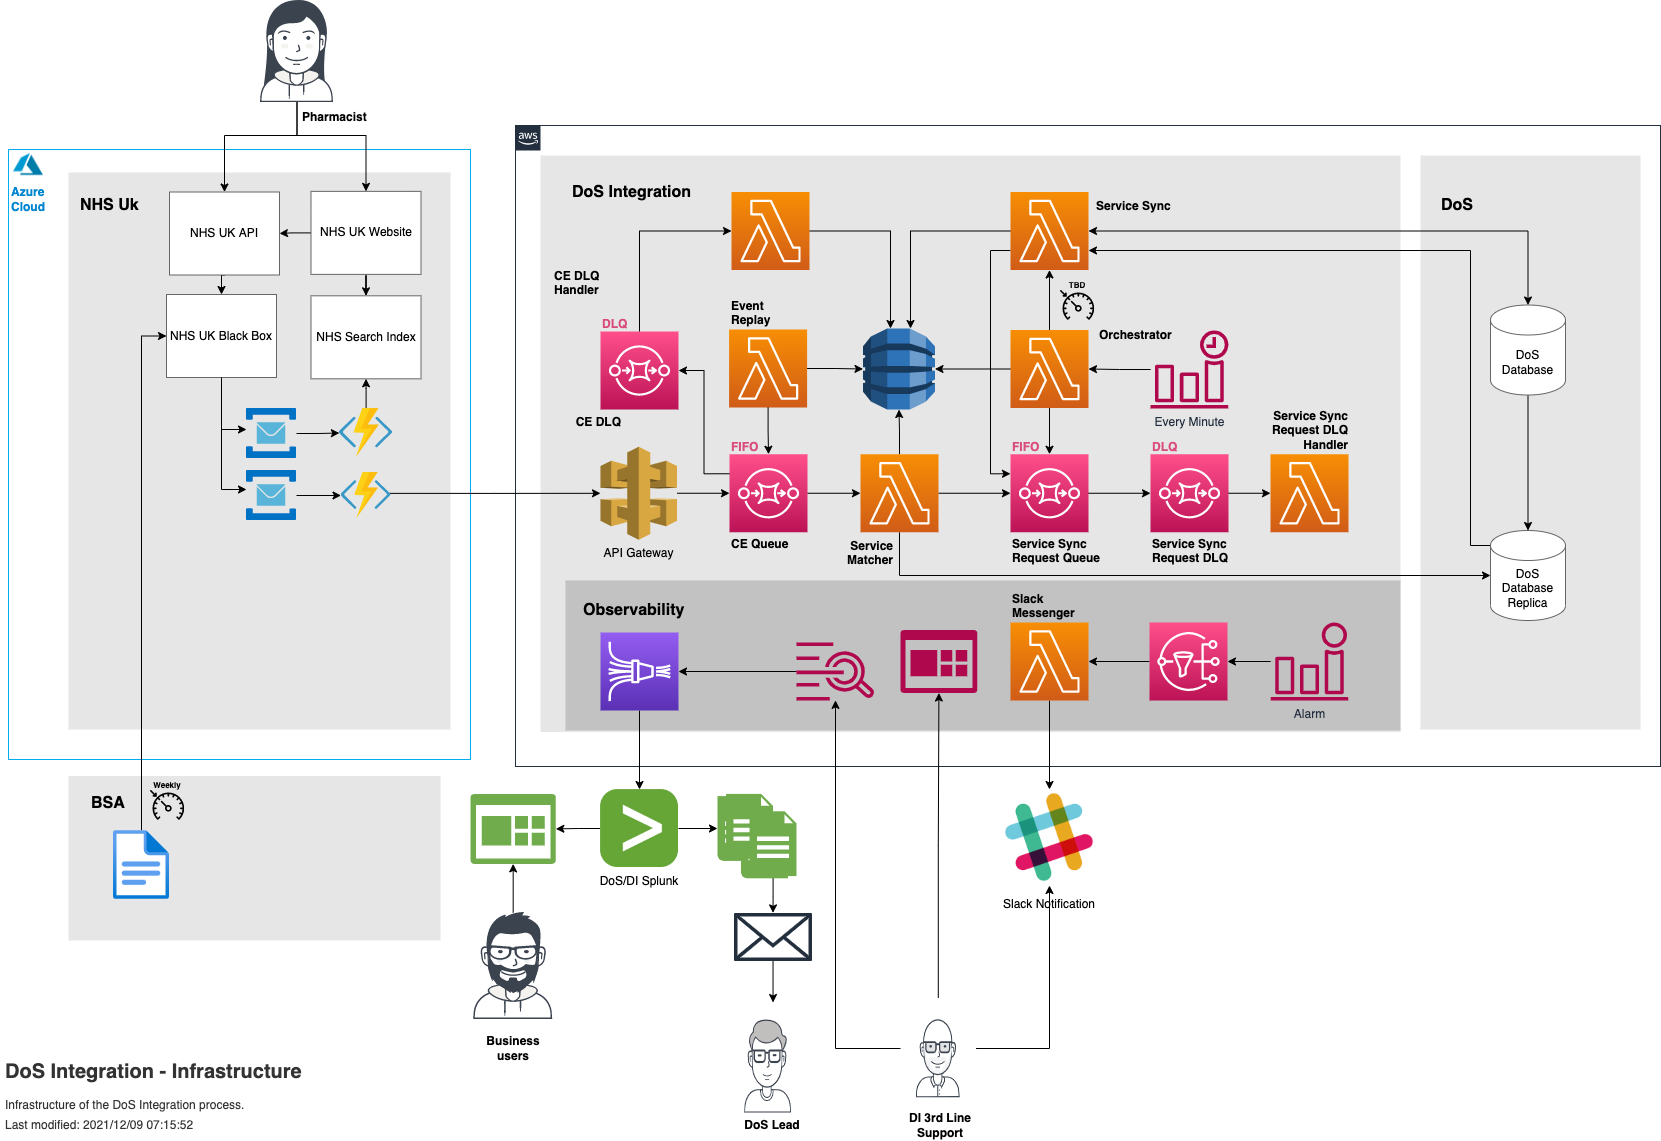 Pharmacist
aws
Azure
Cloud
NHS Uk
NHS UK API
NHS UK Website
NHS UK Black Box
NHS Search Index
DoS Integration
DoS
Service Sync
CE DLQ
Handler
TBD
Event
Replay
DLQ
Orchestrator
DoS
Database
CE DLQ
Every Minute
Service Sync
Request DLQ
Handler
FIFO
FIFO
DLQ
API Gateway
CE Queue
Service
Matcher
Service Sync
Request Queue
Service Sync
Request DLQ
DoS
Database
Replica
Observability
Slack
Messenger
Alarm
BSA
Weekly
DoS/DI Splunk
Slack Notification
Business
users
DoS Lead
DI 3rd Line
Support
DoS Integration - Infrastructure
Infrastructure of the DoS Integration process.
Last modified: 2021/12/09 07:15:52